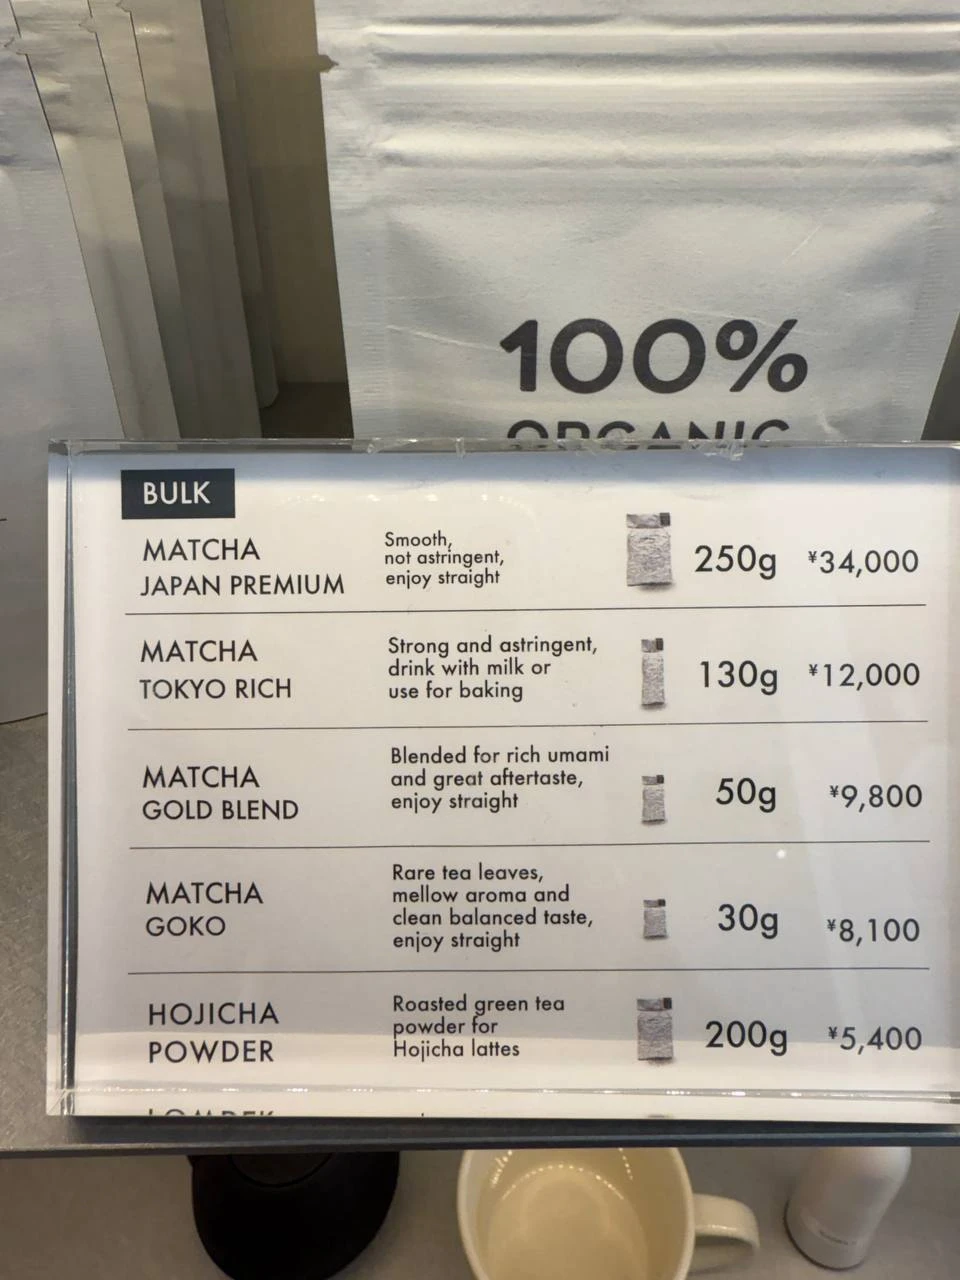 100%
ORGANIC
BULK
MATCHA
JAPAN PREMIUM
Smooth,
not astringent,
enjoy straight
250g ¥34,000
MATCHA
TOKYO RICH
Strong and astringent,
drink with milk or
use for baking
130g ¥12,000
MATCHA
GOLD BLEND
Blended for rich umami
and great aftertaste,
enjoy straight
50g ¥9,800
MATCHA
GOKO
Rare tea leaves,
mellow aroma and
clean balanced taste,
enjoy straight
30g ¥8,100
HOJICHA
POWDER
Roasted green tea
powder for
Hojicha lattes
200g ¥5,400